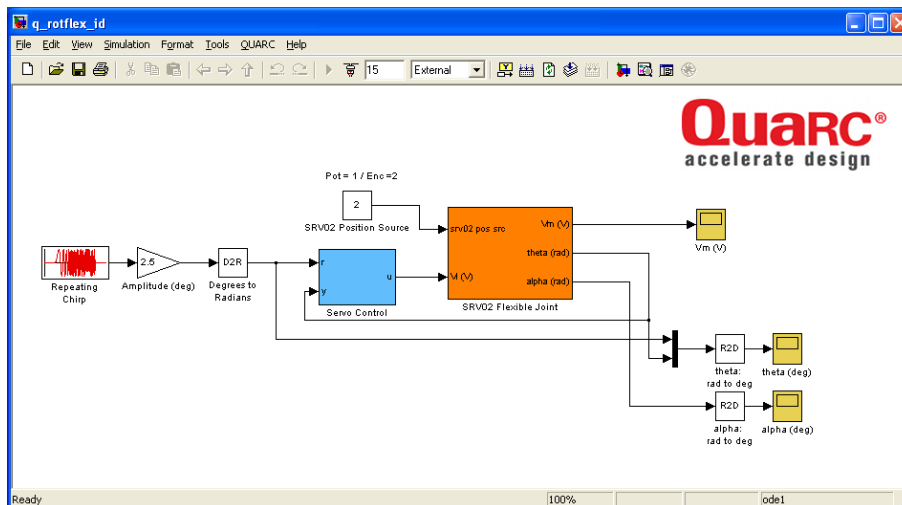 q_rotflex_id
File Edit View Simulation Format Tools QUARC Help
15
External
QUARC®
accelerate design
Pot = 1 / Enc =2
2
SRV02 Position Source
srv02 pos src
Vm (V)
theta (rad)
Vi (V)
alpha (rad)
SRV02 Flexible Joint
Vm (V)
Repeating
Chirp
2.5
Amplitude (deg)
D2R
Degrees to
Radians
r
u
y
Servo Control
R2D
theta:
rad to deg
theta (deg)
R2D
alpha:
rad to deg
alpha (deg)
Ready
100%
ode1